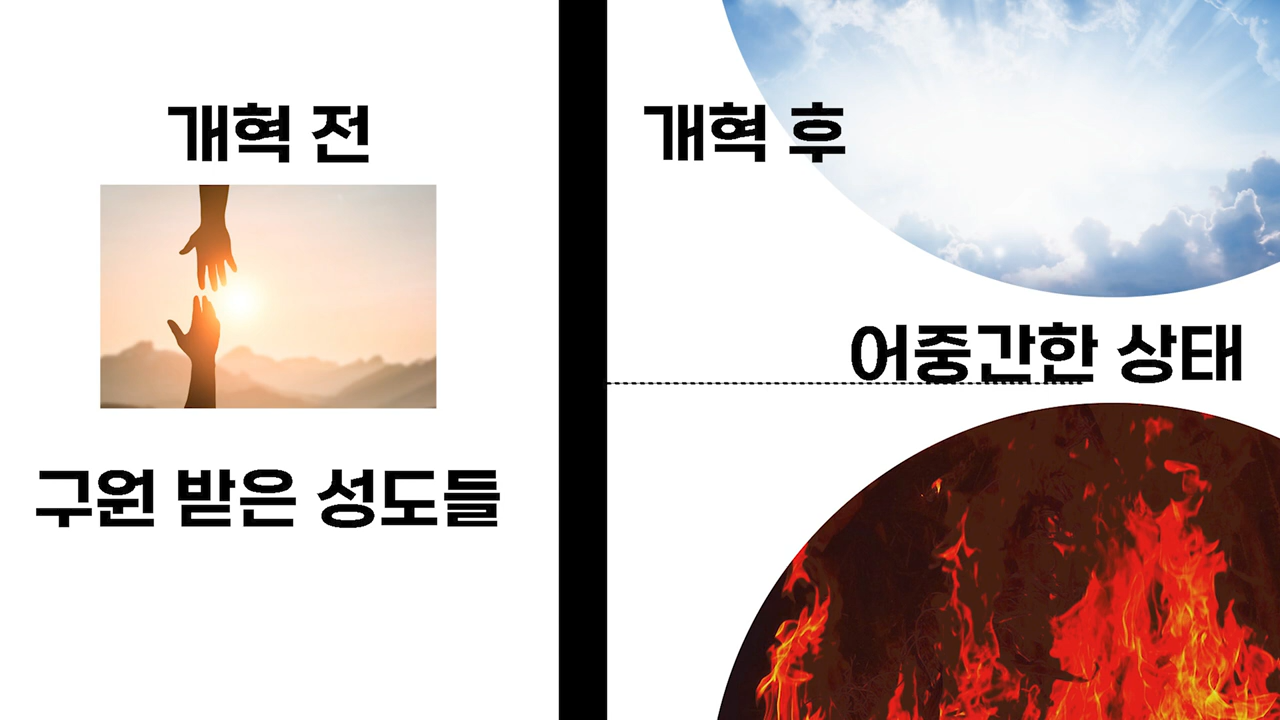 개혁 전
구원 받은 성도들
개혁 후
어중간한 상태